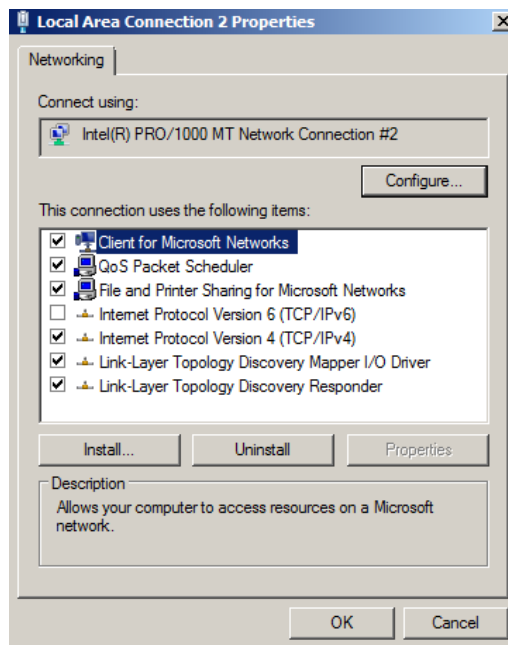 Local Area Connection 2 Properties
Networking
Connect using:
Intel(R) PRO/1000 MT Network Connection #2
Configure...
This connection uses the following items:
Client for Microsoft Networks
QoS Packet Scheduler
File and Printer Sharing for Microsoft Networks
Internet Protocol Version 6 (TCP/IPv6)
Internet Protocol Version 4 (TCP/IPv4)
Link-Layer Topology Discovery Mapper I/O Driver
Link-Layer Topology Discovery Responder
Install...
Uninstall
Properties
Description
Allows your computer to access resources on a Microsoft
network.
OK
Cancel